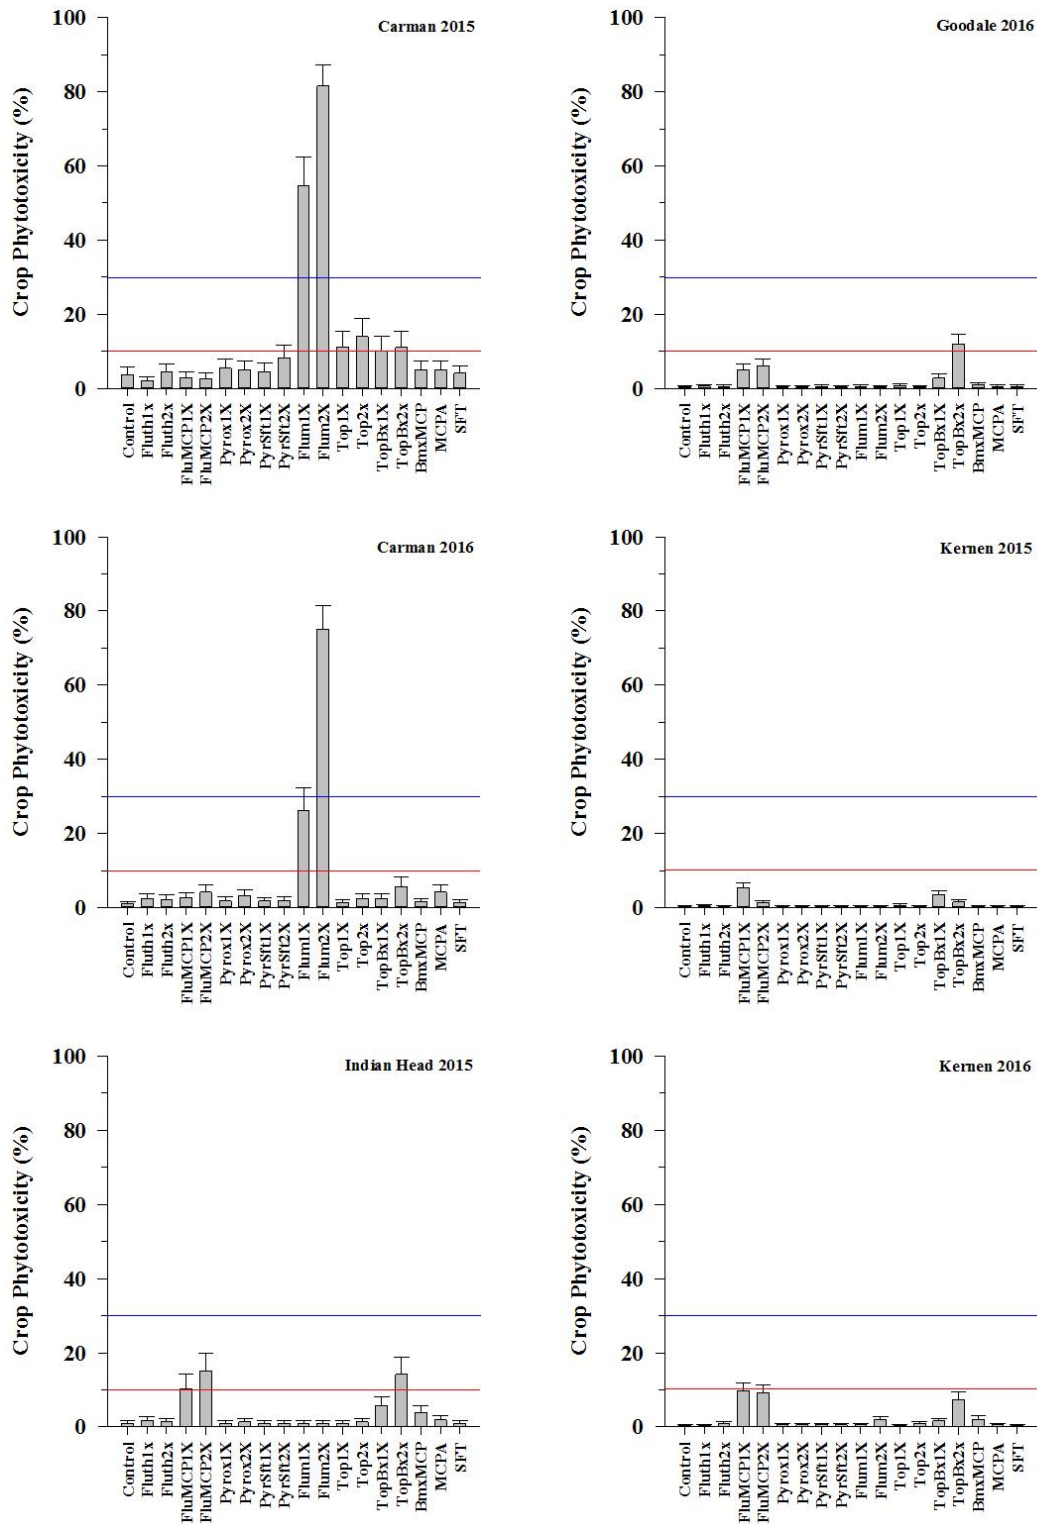 Carman 2015
Crop Phytotoxicity (%)
100
80
60
40
20
0
Control
Fluth1x
Fluth2x
FluMCP1X
FluMCP2X
Pyrox1X
Pyrox2X
PyrSft1X
PyrSft2X
Flum1X
Flum2X
Top1X
Top2x
TopBx1X
TopBx2x
BmxMCP
MCPA
SFT
Goodale 2016
Crop Phytotoxicity (%)
100
80
60
40
20
0
Control
Fluth1x
Fluth2x
FluMCP1X
FluMCP2X
Pyrox1X
Pyrox2X
PyrSft1X
PyrSft2X
Flum1X
Flum2X
Top1X
Top2x
TopBx1X
TopBx2x
BmxMCP
MCPA
SFT
Carman 2016
Crop Phytotoxicity (%)
100
80
60
40
20
0
Control
Fluth1x
Fluth2x
FluMCP1X
FluMCP2X
Pyrox1X
Pyrox2X
PyrSft1X
PyrSft2X
Flum1X
Flum2X
Top1X
Top2x
TopBx1X
TopBx2x
BmxMCP
MCPA
SFT
Kernen 2015
Crop Phytotoxicity (%)
100
80
60
40
20
0
Control
Fluth1x
Fluth2x
FluMCP1X
FluMCP2X
Pyrox1X
Pyrox2X
PyrSft1X
PyrSft2X
Flum1X
Flum2X
Top1X
Top2x
TopBx1X
TopBx2x
BmxMCP
MCPA
SFT
Indian Head 2015
Crop Phytotoxicity (%)
100
80
60
40
20
0
Control
Fluth1x
Fluth2x
FluMCP1X
FluMCP2X
Pyrox1X
Pyrox2X
PyrSft1X
PyrSft2X
Flum1X
Flum2X
Top1X
Top2x
TopBx1X
TopBx2x
BmxMCP
MCPA
SFT
Kernen 2016
Crop Phytotoxicity (%)
100
80
60
40
20
0
Control
Fluth1x
Fluth2x
FluMCP1X
FluMCP2X
Pyrox1X
Pyrox2X
PyrSft1X
PyrSft2X
Flum1X
Flum2X
Top1X
Top2x
TopBx1X
TopBx2x
BmxMCP
MCPA
SFT